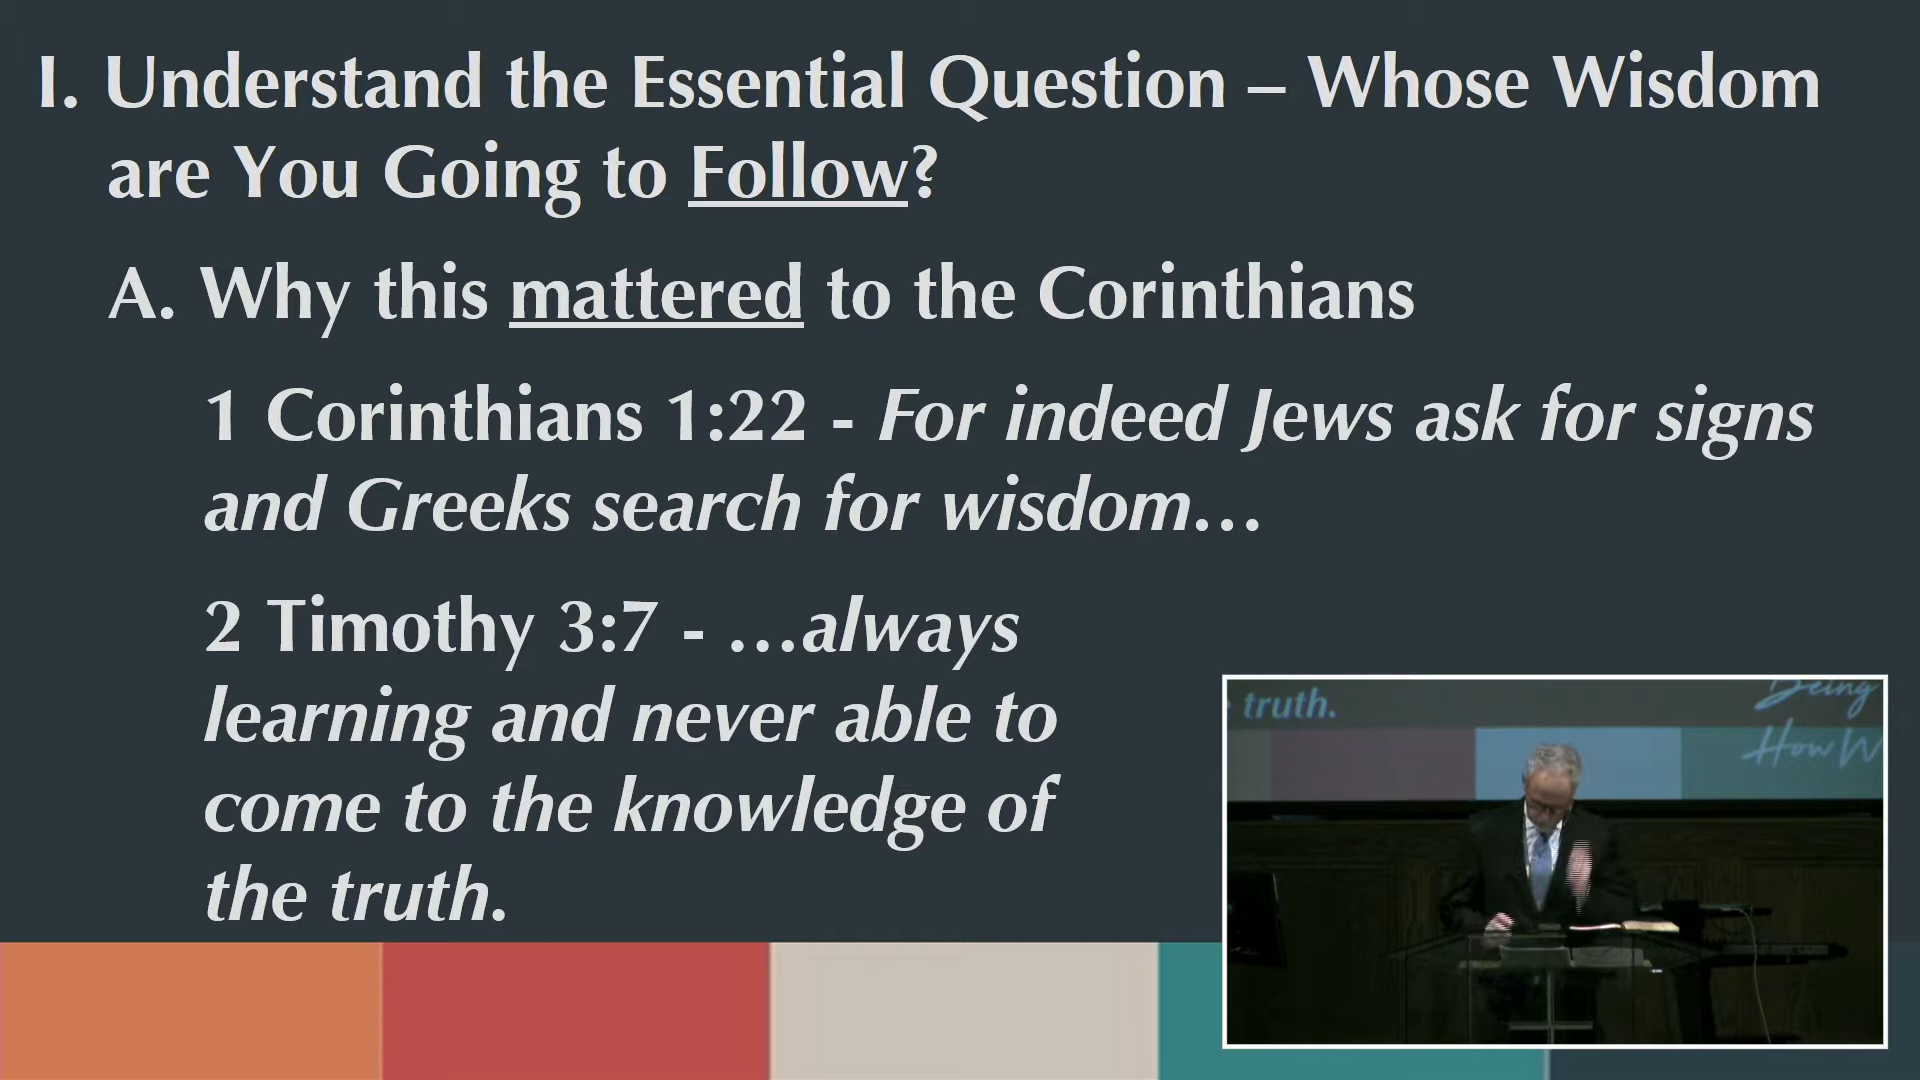 I. Understand the Essential Question – Whose Wisdom
are You Going to Follow?
A. Why this mattered to the Corinthians
1 Corinthians 1:22 - For indeed Jews ask for signs
and Greeks search for wisdom…
2 Timothy 3:7 - …always
learning and never able to
come to the knowledge of
the truth.
truth.
Being
How W